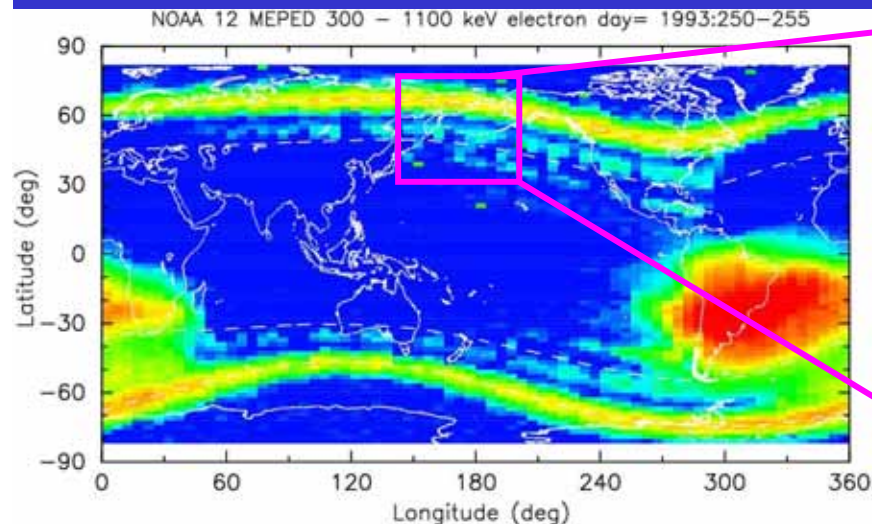 NOAA 12 MEPED 300 - 1100 keV electron day= 1993:250-255
90
60
30
0
-30
-60
-90
Latitude (deg)
0 60 120 180 240 300 360
Longitude (deg)